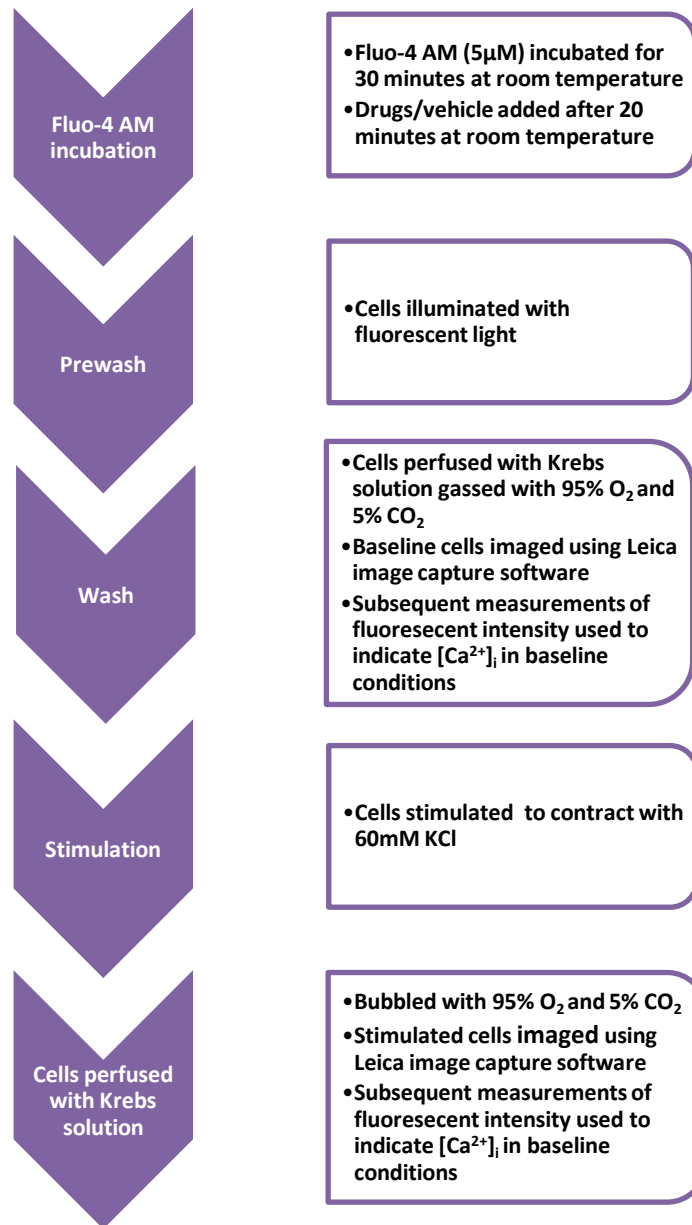 Fluo-4 AM
incubation
•Fluo-4 AM (5µM) incubated for
30 minutes at room temperature
•Drugs/vehicle added after 20
minutes at room temperature
Prewash
•Cells illuminated with
fluorescent light
Wash
•Cells perfused with Krebs
solution gassed with 95% O₂ and
5% CO₂
•Baseline cells imaged using Leica
image capture software
•Subsequent measurements of
fluoresecent intensity used to
indicate [Ca²⁺]ᵢ in baseline
conditions
Stimulation
•Cells stimulated to contract with
60mM KCl
Cells perfused
with Krebs
solution
•Bubbled with 95% O₂ and 5% CO₂
•Stimulated cells imaged using
Leica image capture software
•Subsequent measurements of
fluoresecent intensity used to
indicate [Ca²⁺]ᵢ in baseline
conditions